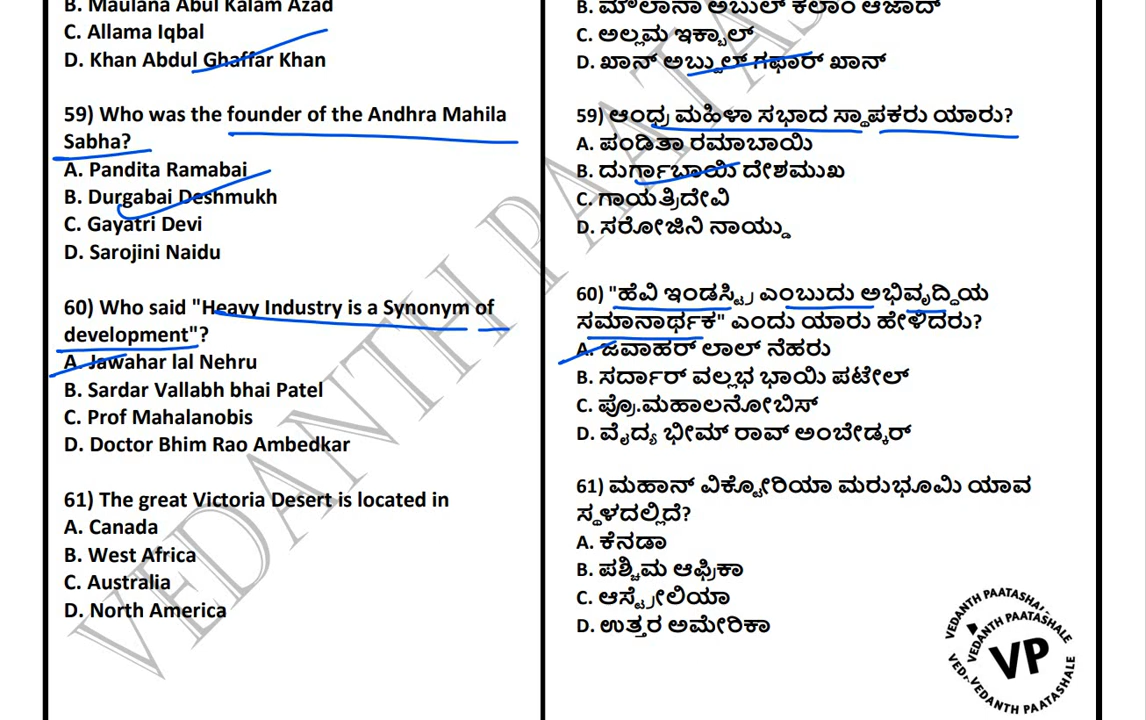 B. Maulana Abul Kalam Azad
C. Allama Iqbal
D. Khan Abdul Ghaffar Khan
59) Who was the founder of the Andhra Mahila
Sabha?
A. Pandita Ramabai
B. Durgabai Deshmukh
C. Gayatri Devi
D. Sarojini Naidu
60) Who said "Heavy Industry is a Synonym of
development"?
A. Jawahar lal Nehru
B. Sardar Vallabh bhai Patel
C. Prof Mahalanobis
D. Doctor Bhim Rao Ambedkar
61) The great Victoria Desert is located in
A. Canada
B. West Africa
C. Australia
D. North America
B. ಮೌಲಾನಾ ಅಬುಲ್ ಕಲಾಂ ಆಜಾದ್
C. ಅಲ್ಲಮ ಇಕ್ಬಾಲ್
D. ಖಾನ್ ಅಬ್ದುಲ್ ಗಫಾರ್ ಖಾನ್
59) ಆಂಧ್ರ ಮಹಿಳಾ ಸಭಾದ ಸ್ಥಾಪಕರು ಯಾರು?
A. ಪಂಡಿತಾ ರಮಾಬಾಯಿ
B. ದುರ್ಗಾಬಾಯಿ ದೇಶಮುಖ
C. ಗಾಯತ್ರಿದೇವಿ
D. ಸರೋಜಿನಿ ನಾಯ್ಡು
60) "ಹೆವಿ ಇಂಡಸ್ಟ್ರಿ ಎಂಬುದು ಅಭಿವೃದ್ಧಿಯ
ಸಮಾನಾರ್ಥಕ" ಎಂದು ಯಾರು ಹೇಳಿದರು?
A. ಜವಾಹರ್ ಲಾಲ್ ನೆಹರು
B. ಸರ್ದಾರ್ ವಲ್ಲಭ ಭಾಯಿ ಪಟೇಲ್
C. ಪ್ರೊ.ಮಹಾಲನೋಬಿಸ್
D. ವೈದ್ಯ ಭೀಮ್ ರಾವ್ ಅಂಬೇಡ್ಕರ್
61) ಮಹಾನ್ ವಿಕ್ಟೋರಿಯಾ ಮರುಭೂಮಿ ಯಾವ
ಸ್ಥಳದಲ್ಲಿದೆ?
A. ಕೆನಡಾ
B. ಪಶ್ಚಿಮ ಆಫ್ರಿಕಾ
C. ಆಸ್ಟ್ರೇಲಿಯಾ
D. ಉತ್ತರ ಅಮೇರಿಕಾ
VEDANTH PAATASHALE
VEDANTH PAATASHALE
VP
VEDANTH PAATASHALE